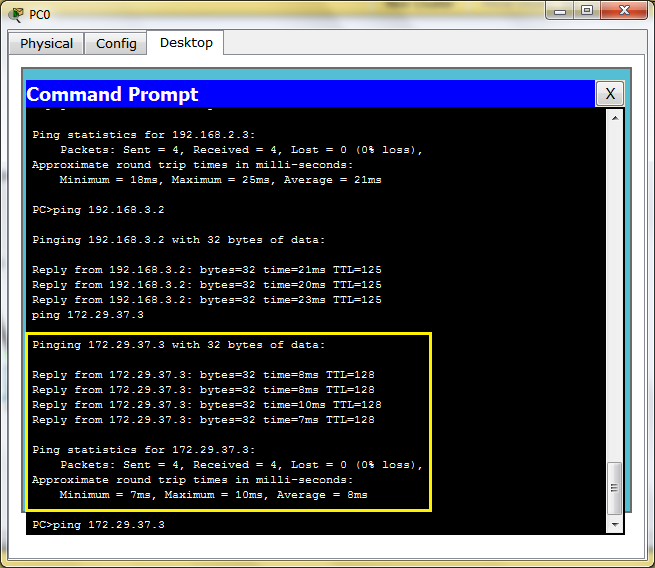 PC0
Physical Config Desktop
Command Prompt X
Ping statistics for 192.168.2.3:
Packets: Sent = 4, Received = 4, Lost = 0 (0% loss),
Approximate round trip times in milli-seconds:
Minimum = 18ms, Maximum = 25ms, Average = 21ms
PC>ping 192.168.3.2
Pinging 192.168.3.2 with 32 bytes of data:
Reply from 192.168.3.2: bytes=32 time=21ms TTL=125
Reply from 192.168.3.2: bytes=32 time=20ms TTL=125
Reply from 192.168.3.2: bytes=32 time=23ms TTL=125
ping 172.29.37.3
Pinging 172.29.37.3 with 32 bytes of data:
Reply from 172.29.37.3: bytes=32 time=8ms TTL=128
Reply from 172.29.37.3: bytes=32 time=8ms TTL=128
Reply from 172.29.37.3: bytes=32 time=10ms TTL=128
Reply from 172.29.37.3: bytes=32 time=7ms TTL=128
Ping statistics for 172.29.37.3:
Packets: Sent = 4, Received = 4, Lost = 0 (0% loss),
Approximate round trip times in milli-seconds:
Minimum = 7ms, Maximum = 10ms, Average = 8ms
PC>ping 172.29.37.3